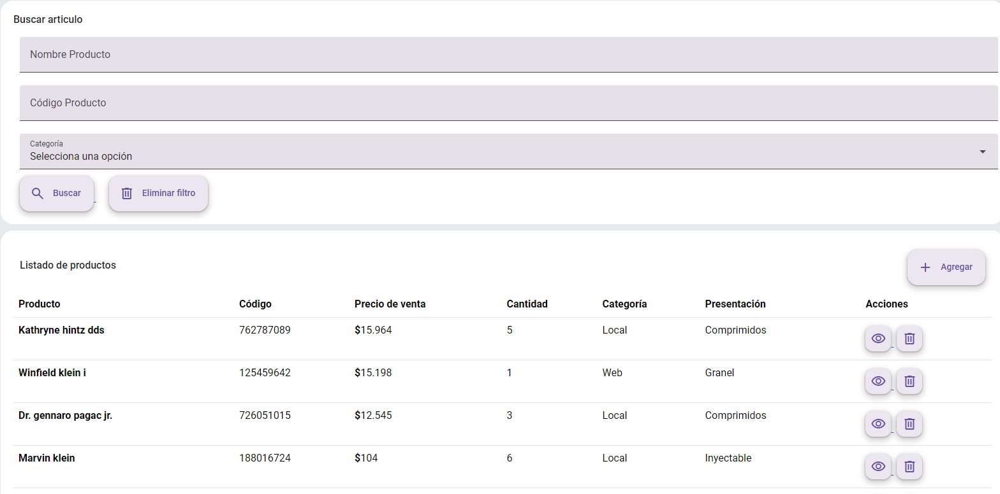 Buscar articulo
Nombre Producto
Código Producto
Categoría
Selecciona una opción
Buscar Eliminar filtro
Listado de productos
Agregar
Producto Código Precio de venta Cantidad Categoría Presentación Acciones
Kathryne hintz dds 762787089 $15.964 5 Local Comprimidos
Winfield klein i 125459642 $15.198 1 Web Granel
Dr. gennaro pagac jr. 726051015 $12.545 3 Local Comprimidos
Marvin klein 188016724 $104 6 Local Inyectable